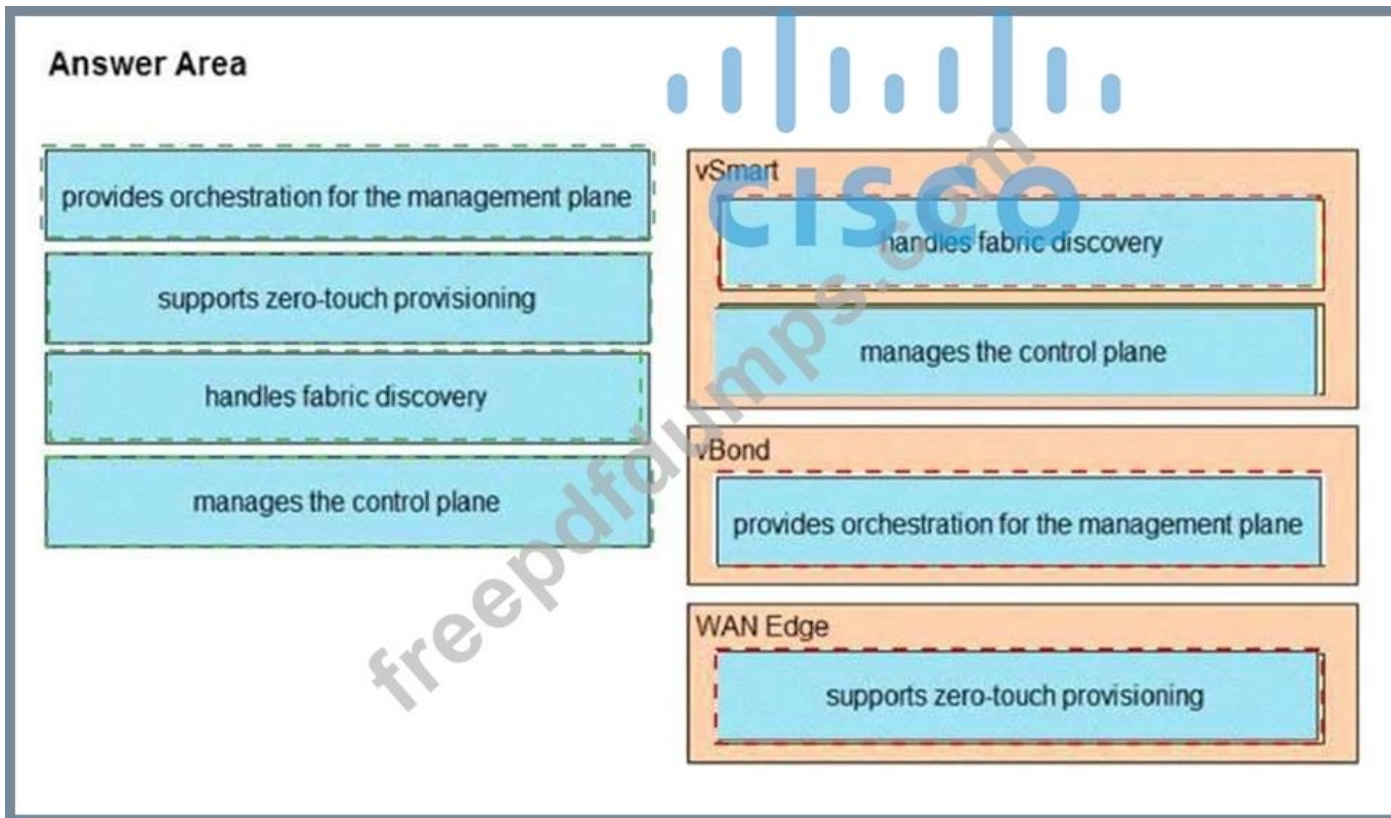 Answer Area
CISCO
provides orchestration for the management plane
supports zero-touch provisioning
handles fabric discovery
manages the control plane
vSmart
handles fabric discovery
manages the control plane
vBond
provides orchestration for the management plane
WAN Edge
supports zero-touch provisioning
freepdfdumps.com